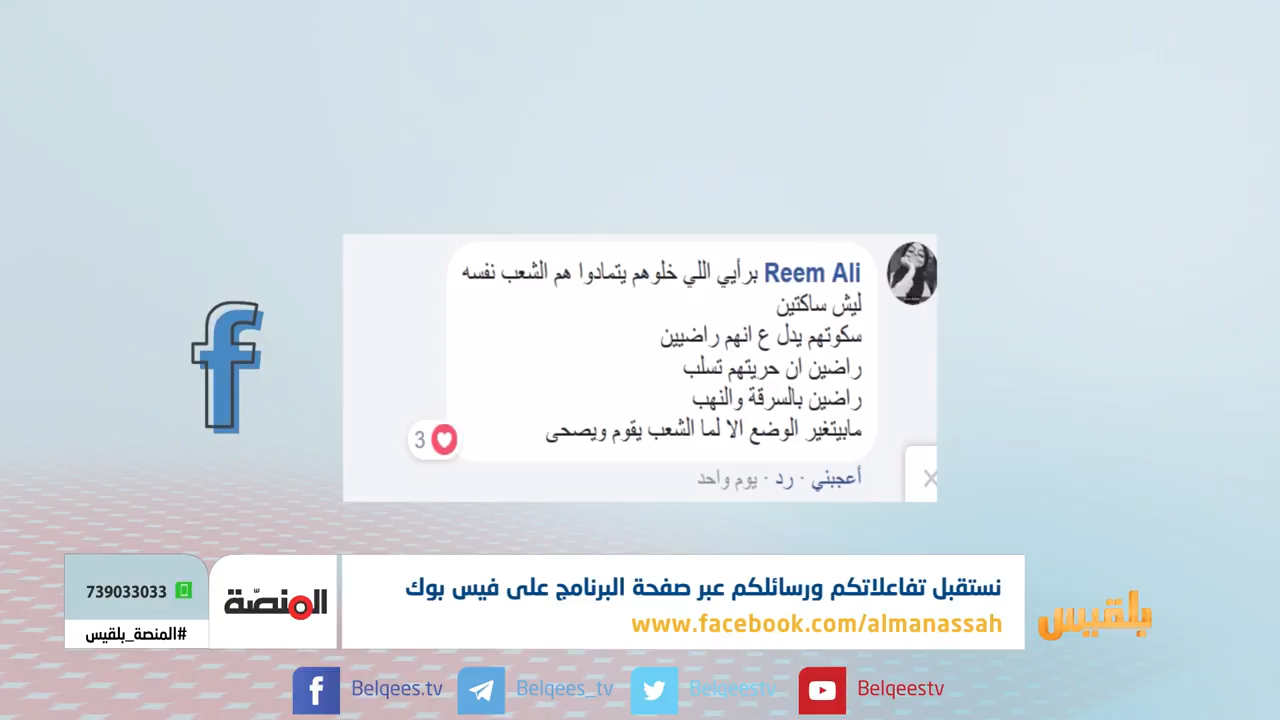 Reem Ali برأيي اللي خلوهم يتمادوا هم الشعب نفسه
ليش ساكتين
سكوتهم يدل ع انهم راضيين
راضين ان حريتهم تسلب
راضين بالسرقة والنهب
مابيتغير الوضع الا لما الشعب يقوم ويصحى
3
أعجبني · رد · يوم واحد
نستقبل تفاعلاتكم ورسائلكم عبر صفحة البرنامج على فيس بوك
www.facebook.com/almanassah
بلقيس
المنصّة
739033033
#المنصة_بلقيس
Belqees.tv
Belqees_tv
Belqeestv
Belqeestv